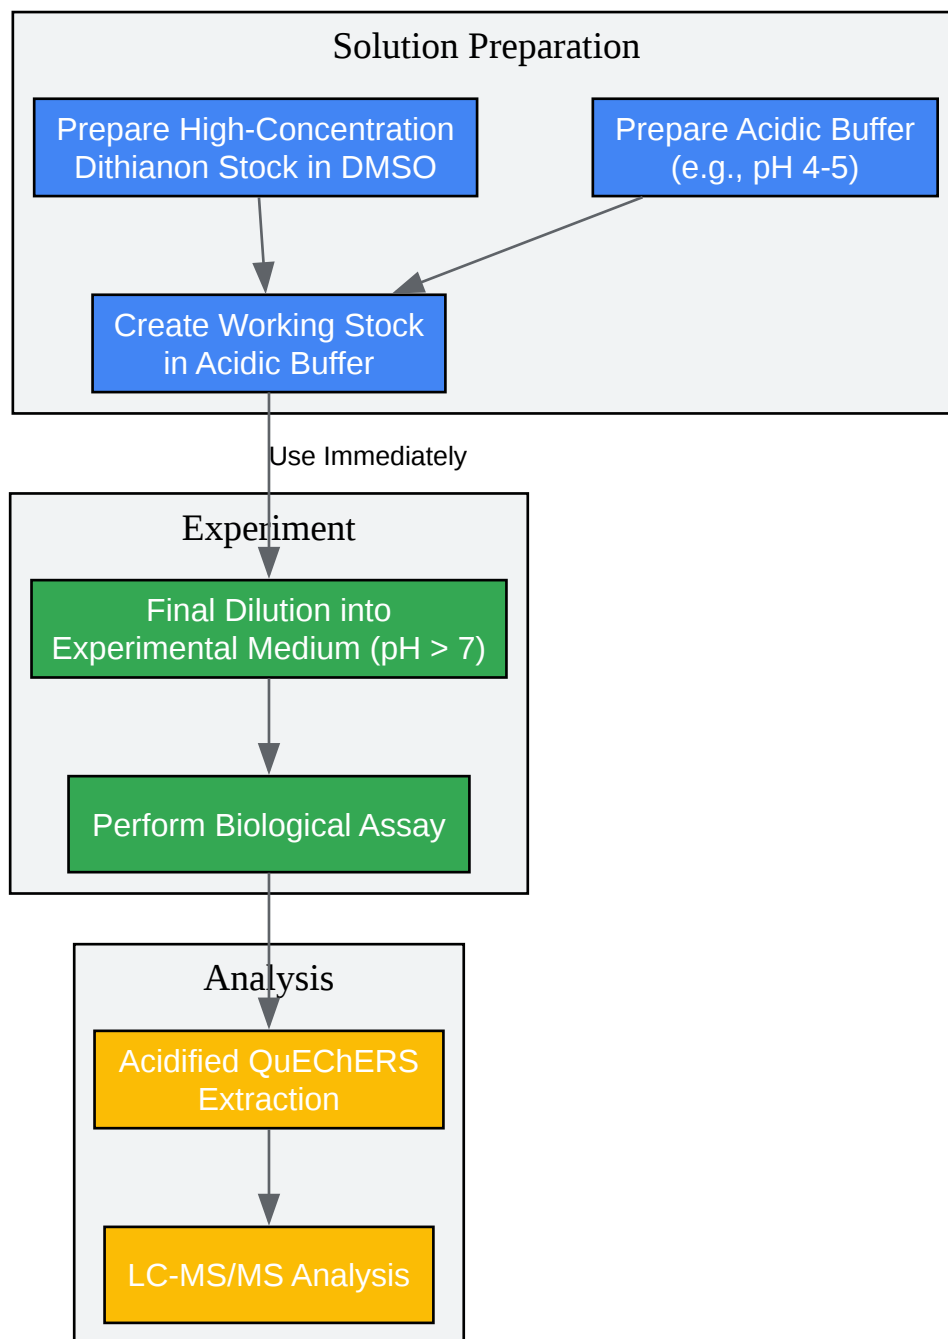 Solution Preparation
Prepare High-Concentration
Dithianon Stock in DMSO
Prepare Acidic Buffer
(e.g., pH 4-5)
Create Working Stock
in Acidic Buffer
Use Immediately
Experiment
Final Dilution into
Experimental Medium (pH > 7)
Perform Biological Assay
Analysis
Acidified QuEChERS
Extraction
LC-MS/MS Analysis